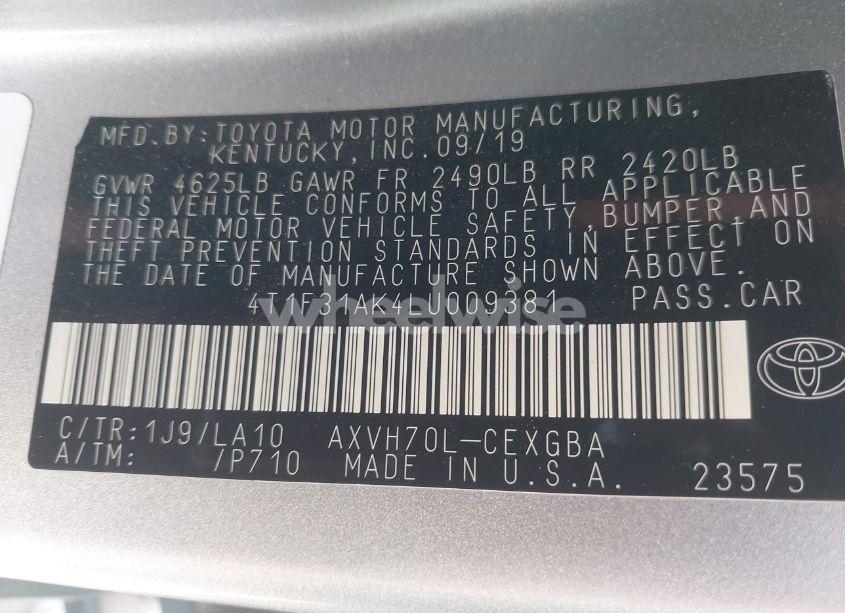 MFD.BY:TOYOTA MOTOR MANUFACTURING,
KENTUCKY,INC.09/19
GVWR 4625LB GAWR FR 2490LB RR 2420LB
THIS VEHICLE CONFORMS TO ALL APPLICABLE
FEDERAL MOTOR VEHICLE SAFETY,BUMPER,AND
THEFT PREVENTION STANDARDS IN EFFECT ON
THE DATE OF MANUFACTURE SHOWN ABOVE.
4T1F31AK4LU009381 PASS.CAR
wheelwise
C/TR:1J9/LA10 AXVH70L-CEXGBA
A/TM: /P710 MADE IN U.S.A. 23575